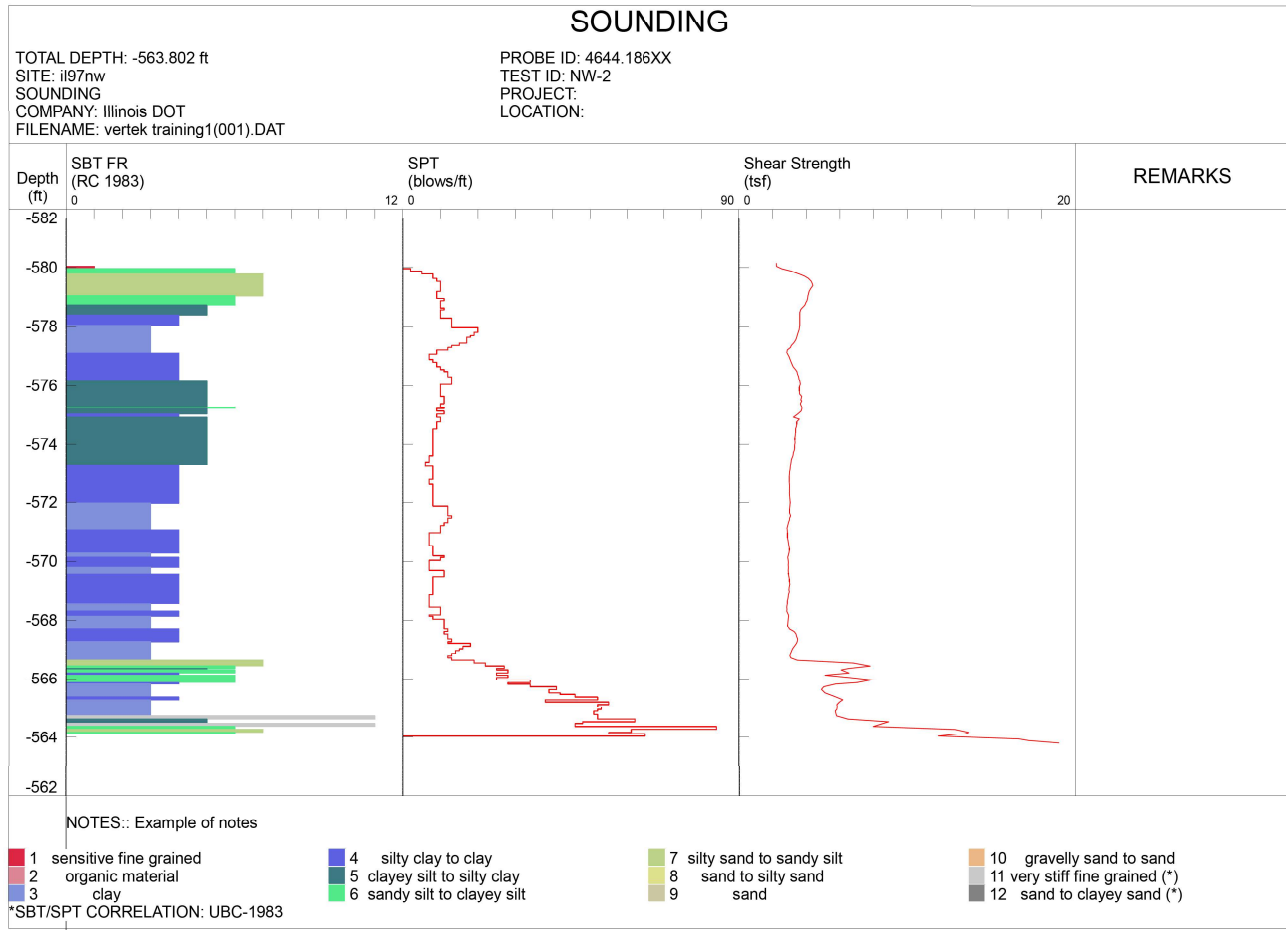 SOUNDING
TOTAL DEPTH: -563.802 ft
SITE: il97nw
SOUNDING
COMPANY: Illinois DOT
FILENAME: vertek training1(001).DAT
PROBE ID: 4644.186XX
TEST ID: NW-2
PROJECT:
LOCATION:
Depth
(ft)
SBT FR
(RC 1983)
0 12
SPT
(blows/ft)
0 90
Shear Strength
(tsf)
0 20
REMARKS
-582
-580
-578
-576
-574
-572
-570
-568
-566
-564
-562
NOTES:: Example of notes
1 sensitive fine grained
2 organic material
3 clay
4 silty clay to clay
5 clayey silt to silty clay
6 sandy silt to clayey silt
7 silty sand to sandy silt
8 sand to silty sand
9 sand
10 gravelly sand to sand
11 very stiff fine grained (*)
12 sand to clayey sand (*)
*SBT/SPT CORRELATION: UBC-1983